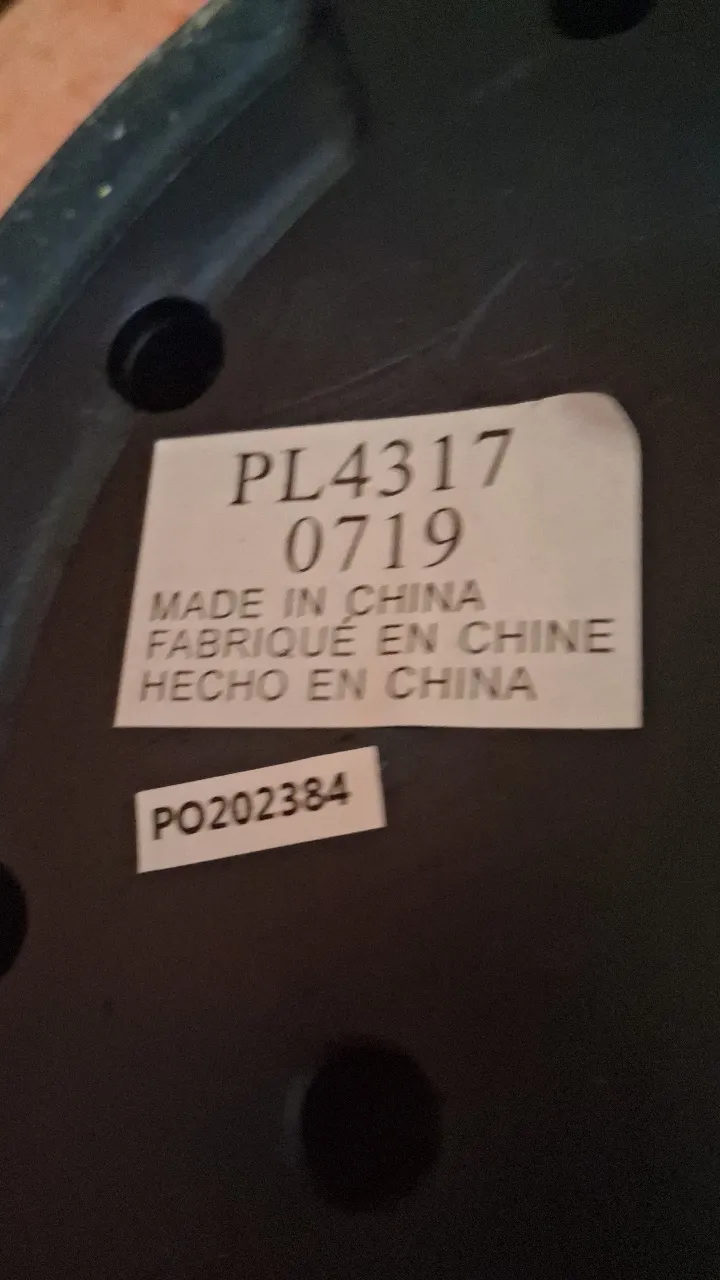 PL4317
0719
MADE IN CHINA
FABRIQUÉ EN CHINE
HECHO EN CHINA
PO202384